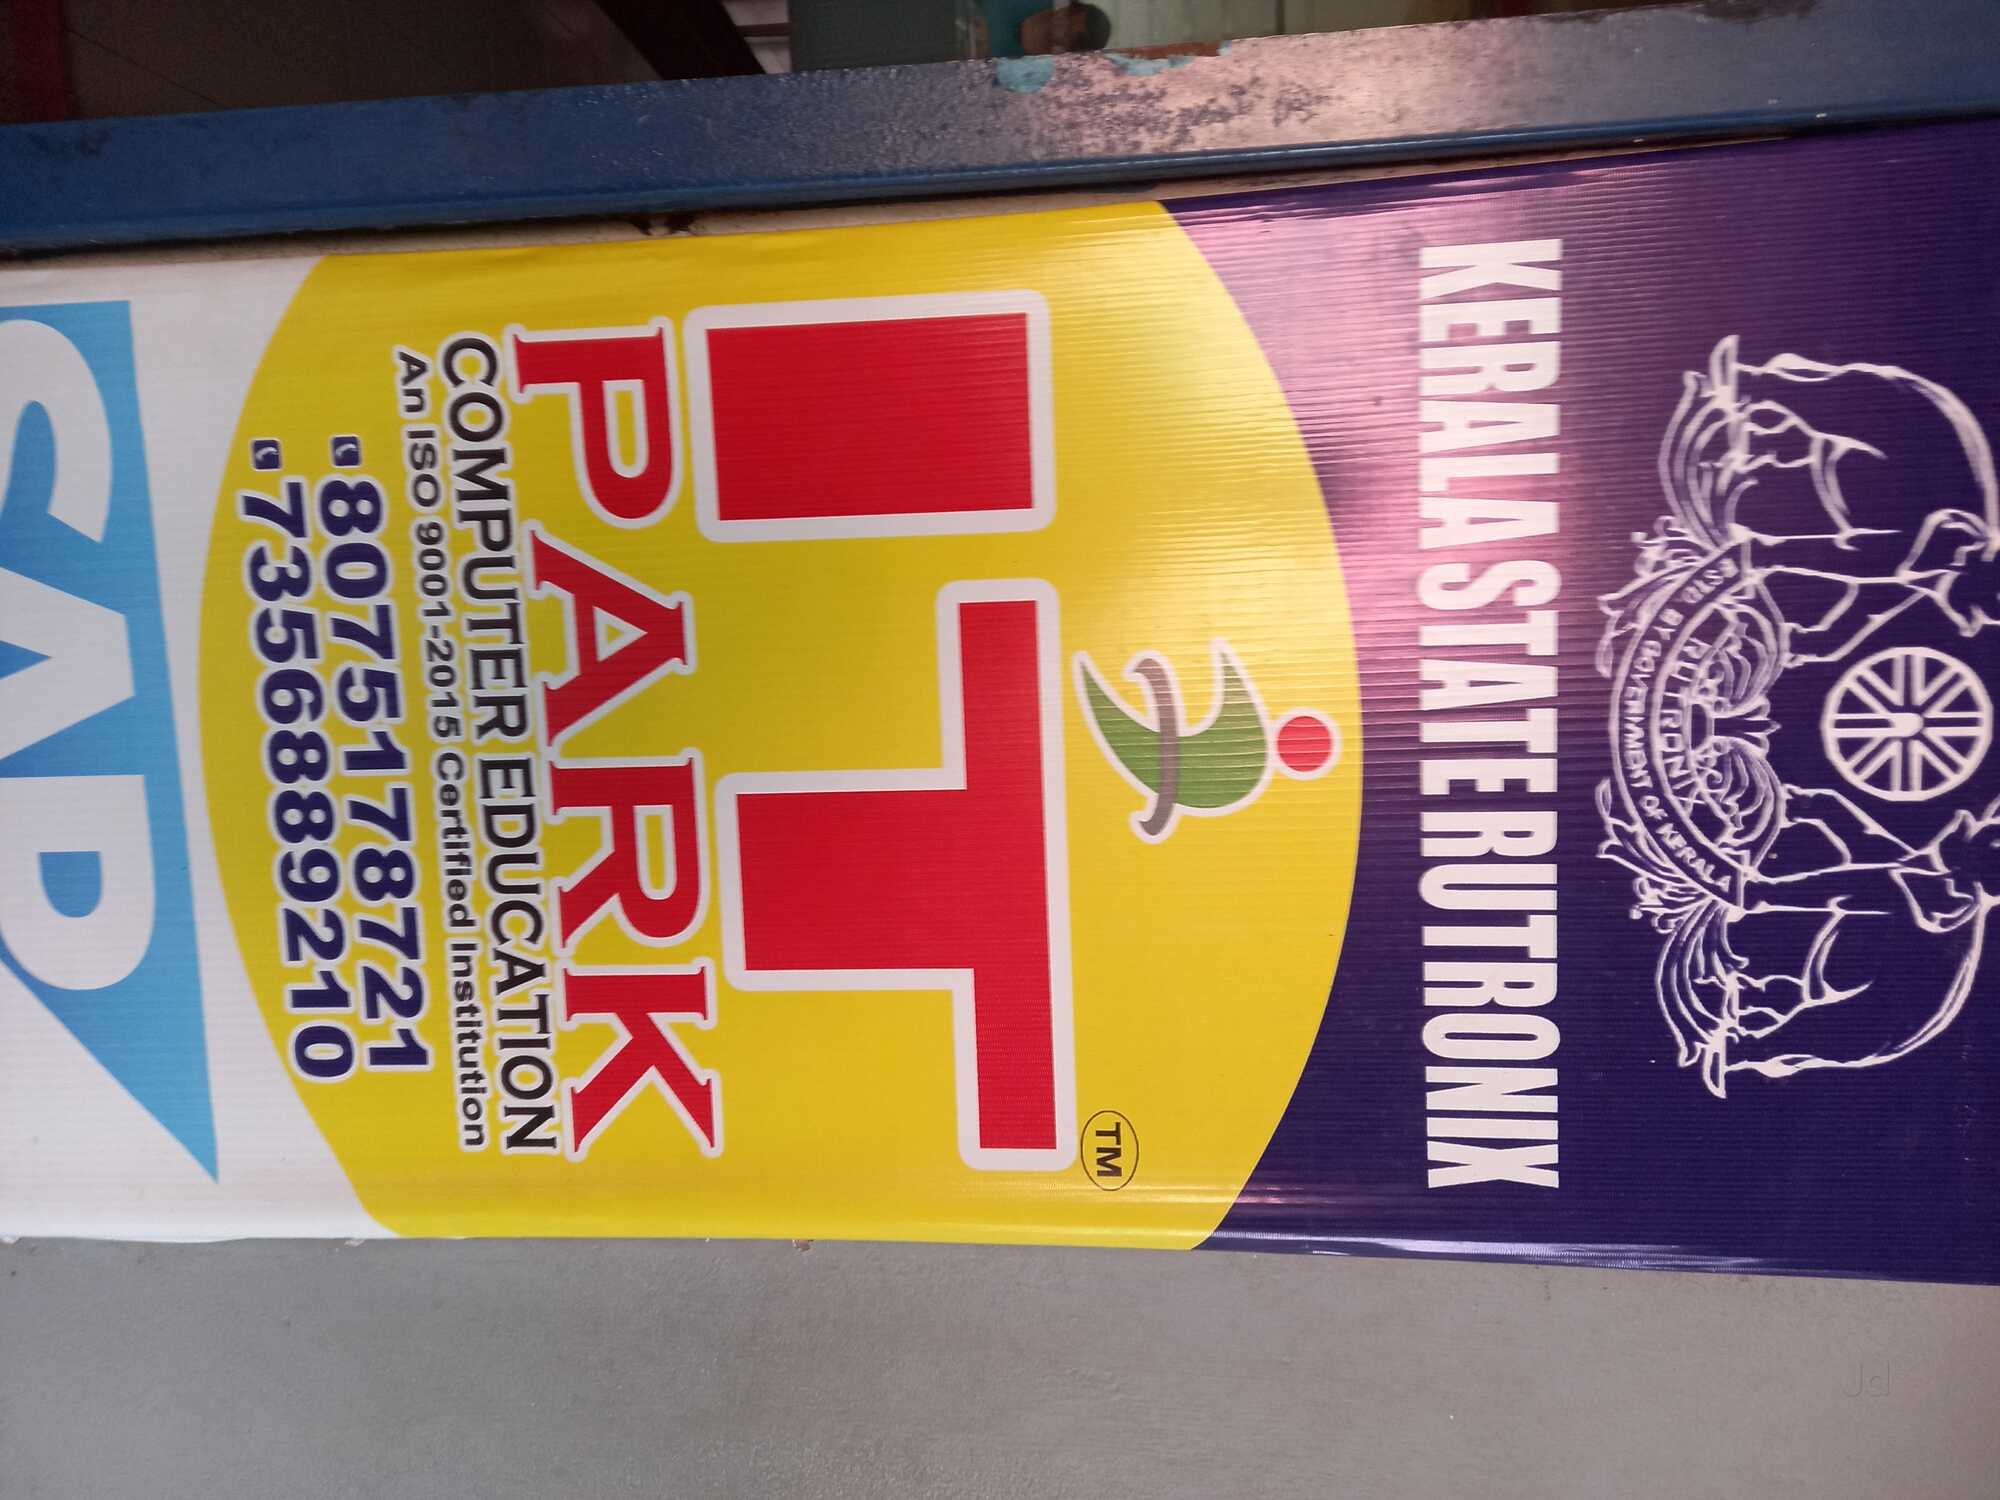 RUTRONIX
ESTD. BY GOVERNMENT OF KERALA
KERALA STATE RUTRONIX
TM
IT
PARK
COMPUTER EDUCATION
An ISO 9001-2015 Certified Institution
8075178721
7356889210
SAP
Jd